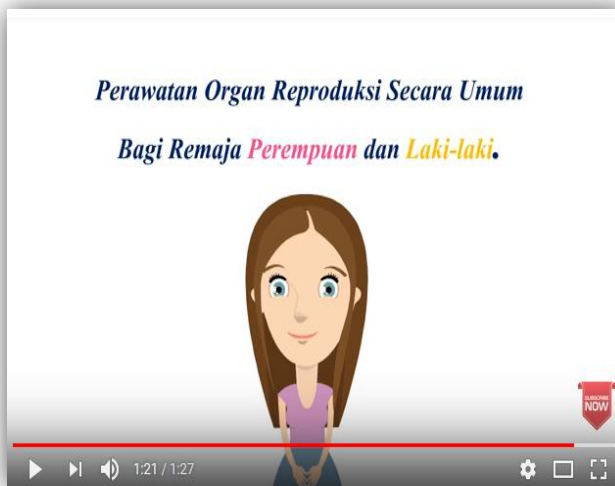 Perawatan Organ Reproduksi Secara Umum
Bagi Remaja Perempuan dan Laki-laki.
SUBSCRIBE
NOW
1:21 / 1:27